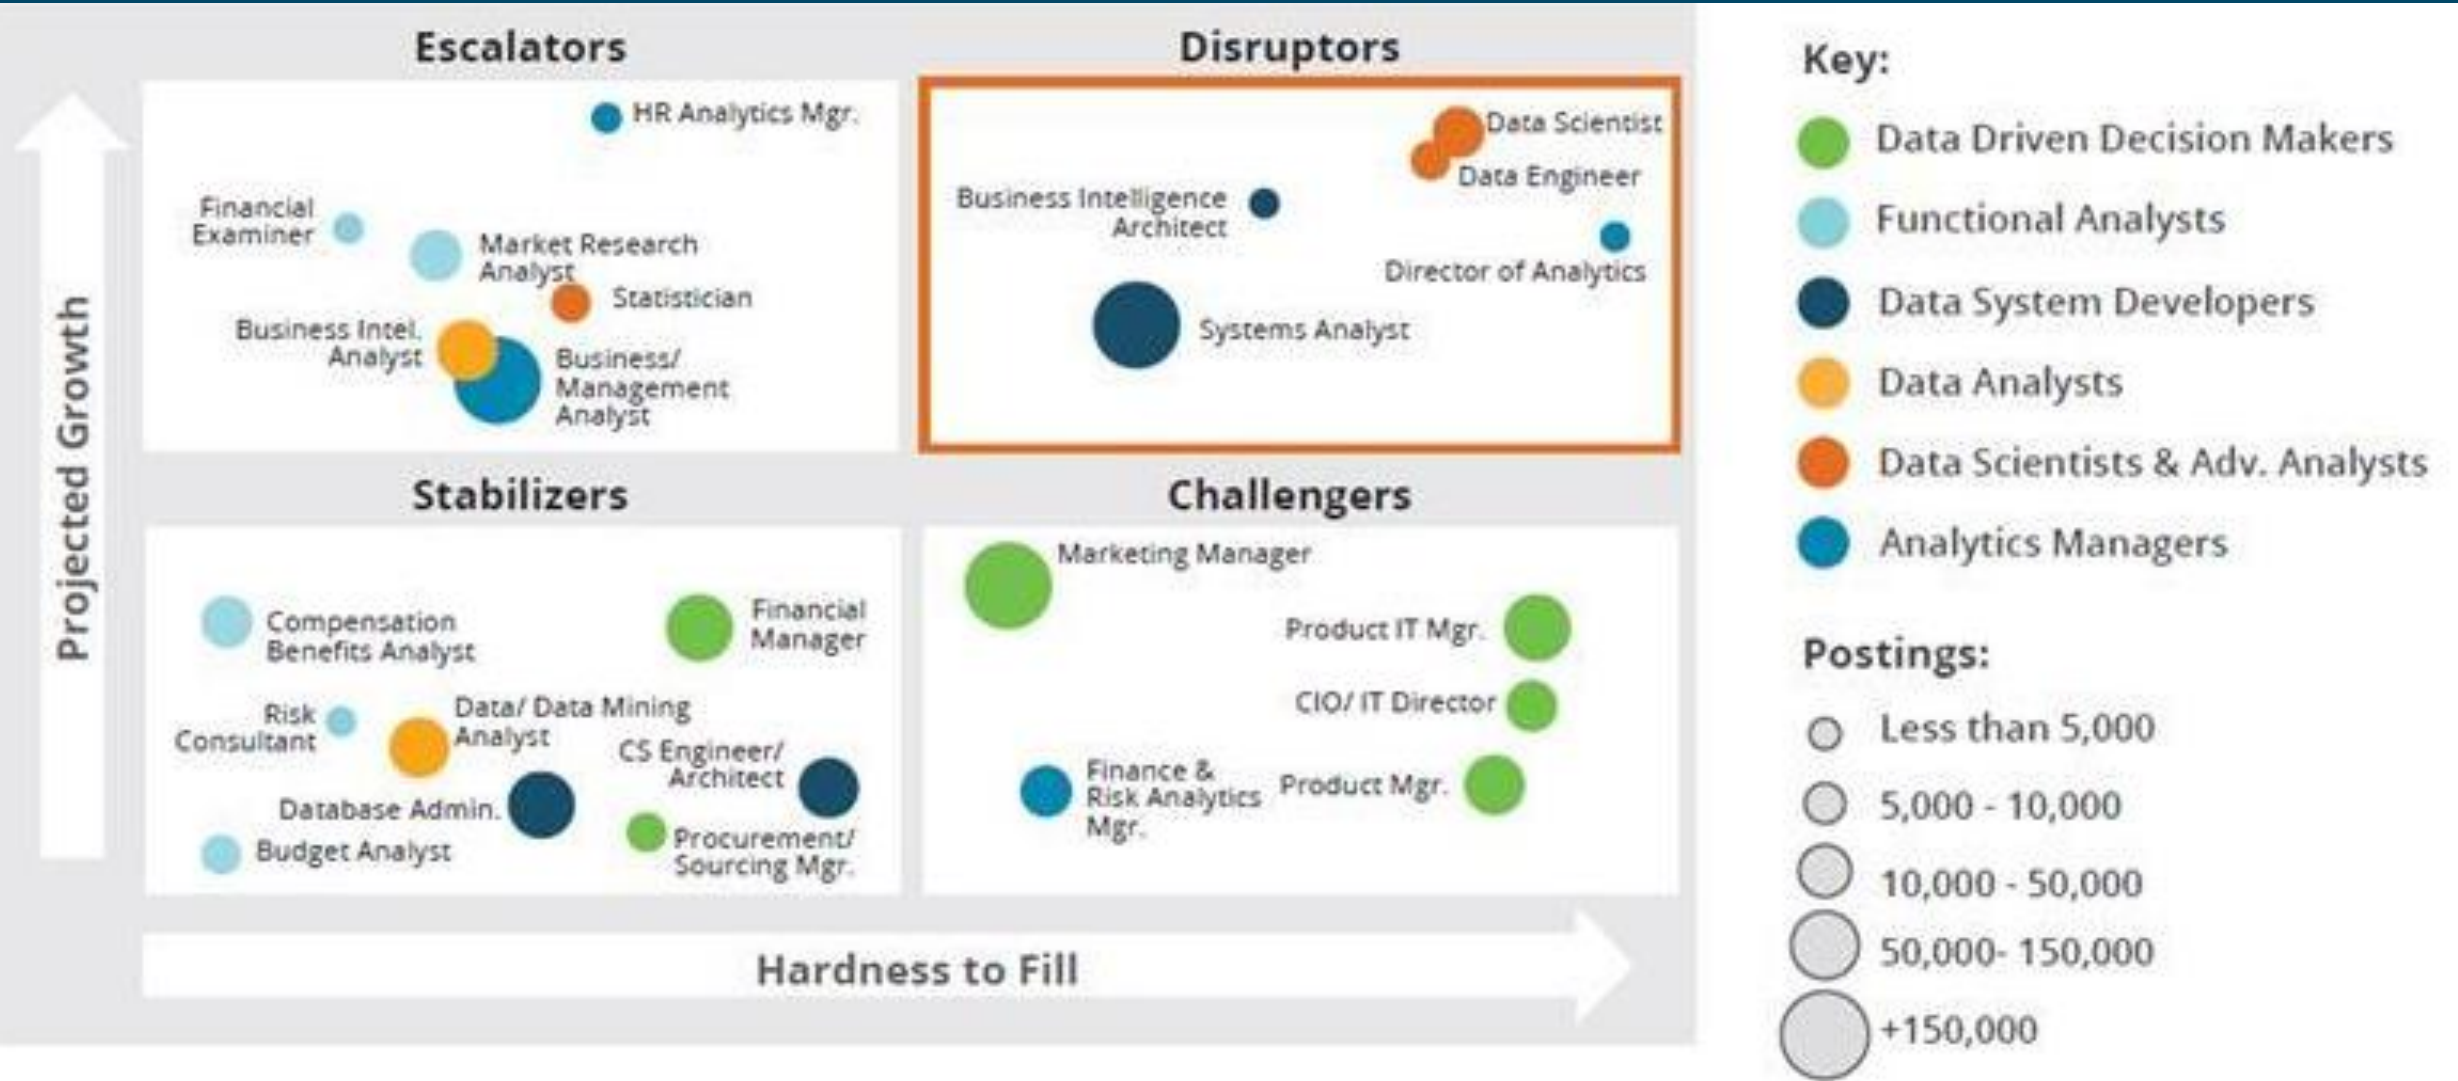 Escalators
Disruptors
HR Analytics Mgr.
Financial
Examiner
Market Research
Analyst
Statistician
Business Intel.
Analyst
Business/
Management
Analyst
Data Scientist
Data Engineer
Business Intelligence
Architect
Director of Analytics
Systems Analyst
Projected Growth
Stabilizers
Challengers
Compensation
Benefits Analyst
Financial
Manager
Risk
Consultant
Data/ Data Mining
Analyst
CS Engineer/
Architect
Database Admin.
Procurement/
Sourcing Mgr.
Budget Analyst
Marketing Manager
Product IT Mgr.
CIO/ IT Director
Finance &
Risk Analytics
Mgr.
Product Mgr.
Hardness to Fill
Key:
Data Driven Decision Makers
Functional Analysts
Data System Developers
Data Analysts
Data Scientists & Adv. Analysts
Analytics Managers
Postings:
Less than 5,000
5,000 - 10,000
10,000 - 50,000
50,000- 150,000
+150,000